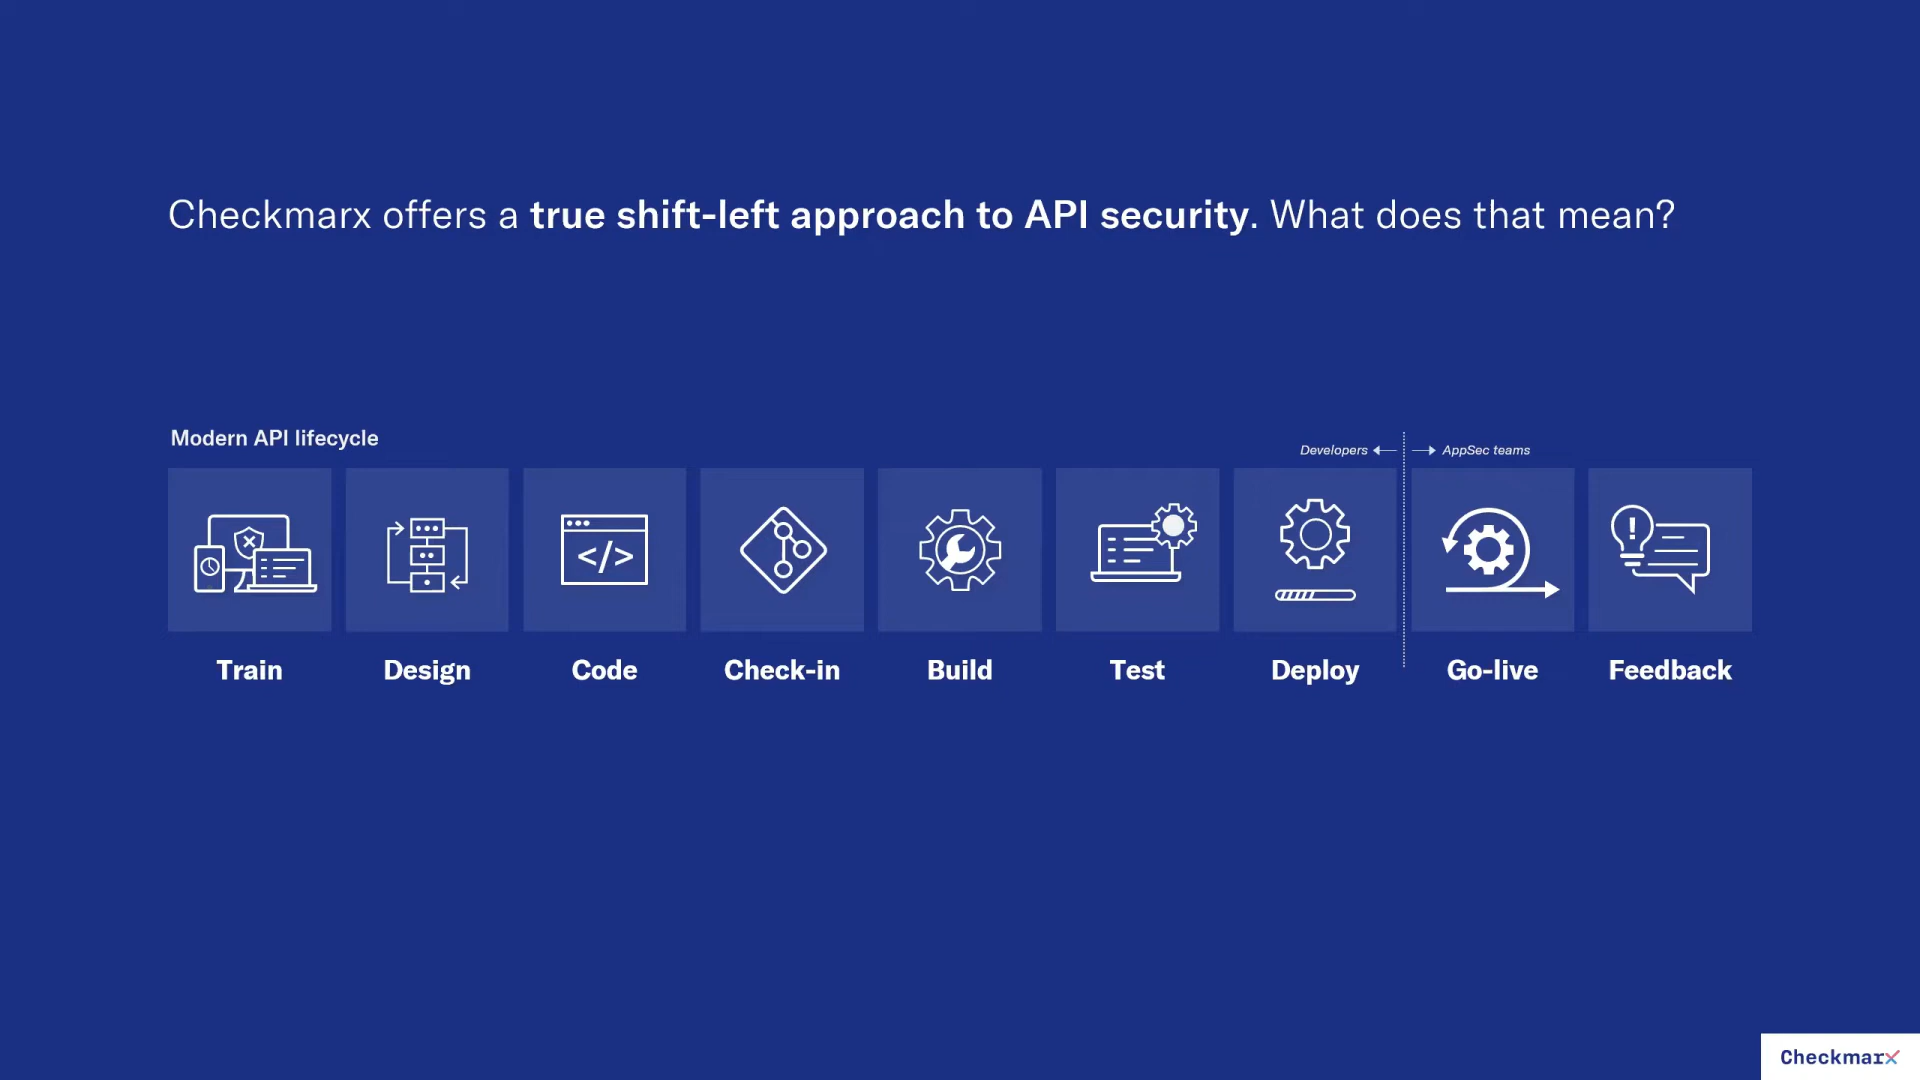 Checkmarx offers a true shift-left approach to API security. What does that mean?
Modern API lifecycle
Developers
AppSec teams
</>
Train
Design
Code
Check-in
Build
Test
Deploy
Go-live
Feedback
Checkmarx